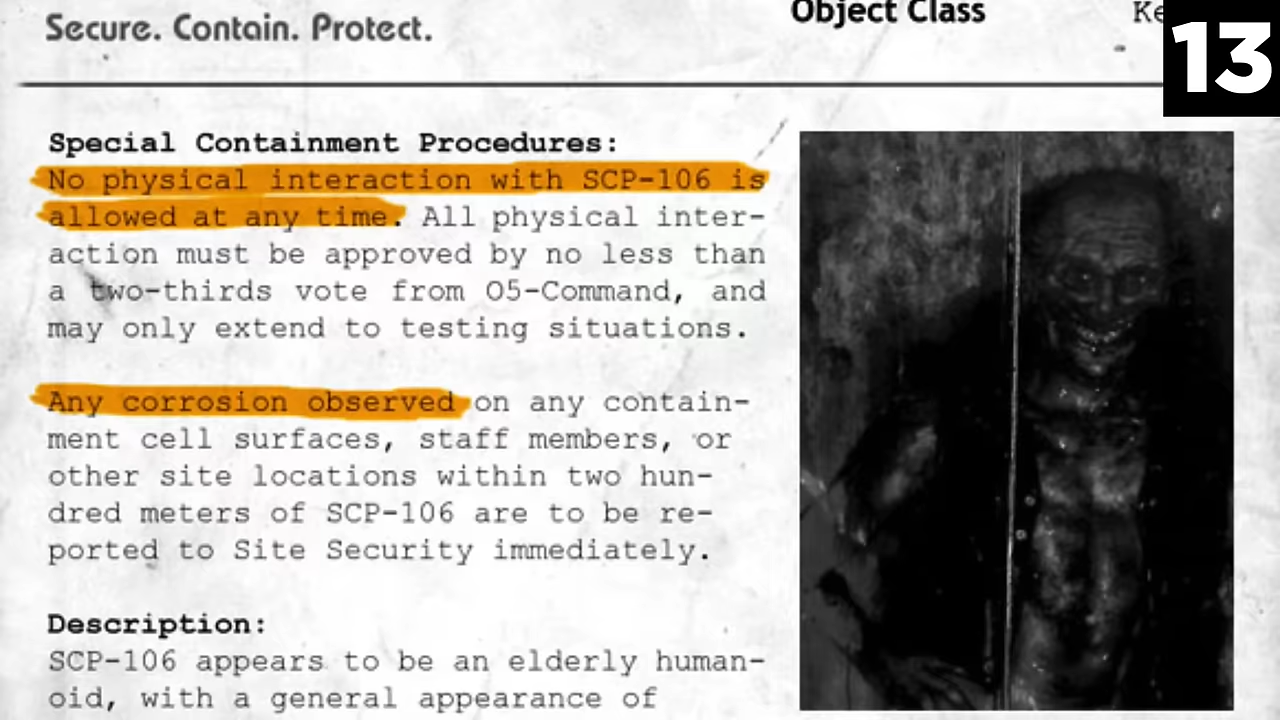 Secure. Contain. Protect.
Object Class
13
Special Containment Procedures:
No physical interaction with SCP-106 is
allowed at any time. All physical inter-
action must be approved by no less than
a two-thirds vote from O5-Command, and
may only extend to testing situations.
Any corrosion observed on any contain-
ment cell surfaces, staff members, or
other site locations within two hun-
dred meters of SCP-106 are to be re-
ported to Site Security immediately.
Description:
SCP-106 appears to be an elderly human-
oid, with a general appearance of